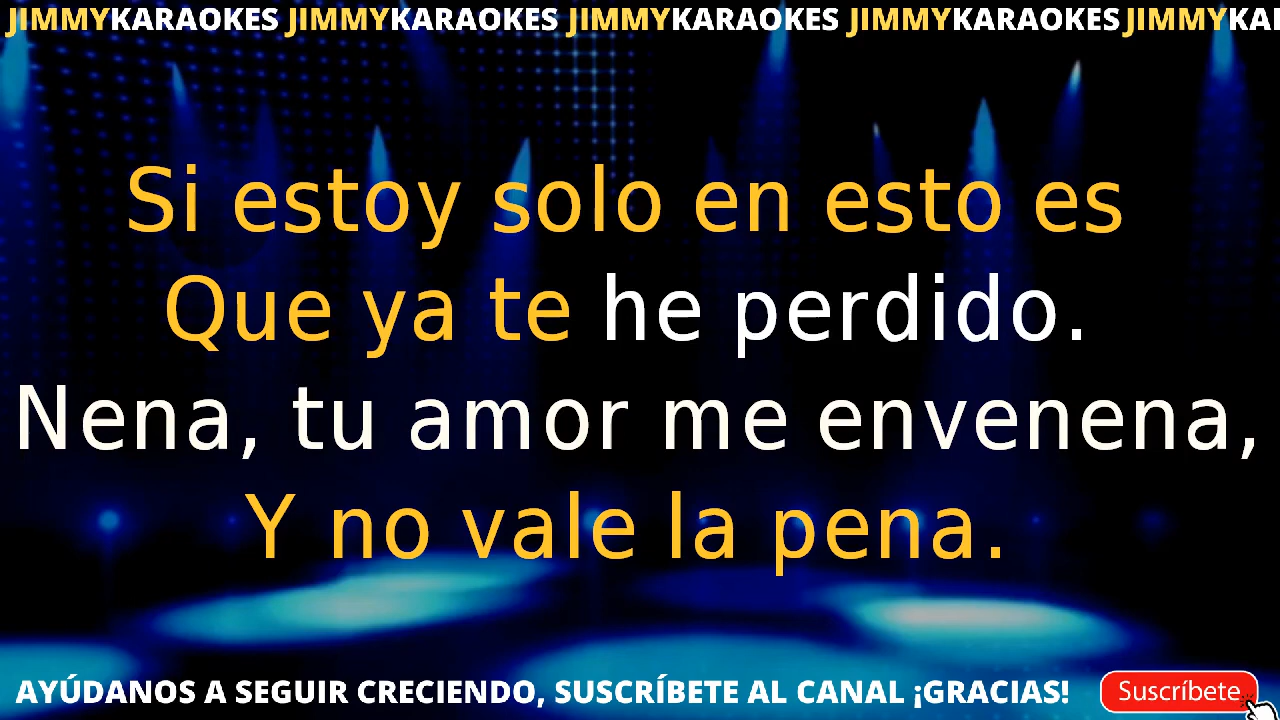 JIMMYKARAOKES JIMMYKARAOKES JIMMYKARAOKES JIMMYKARAOKES JIMMYKAI
Si estoy solo en esto es
Que ya te he perdido.
Nena, tu amor me envenena,
Y no vale la pena.
AYÚDANOS A SEGUIR CRECIENDO, SUSCRÍBETE AL CANAL ¡GRACIAS!
Suscríbete